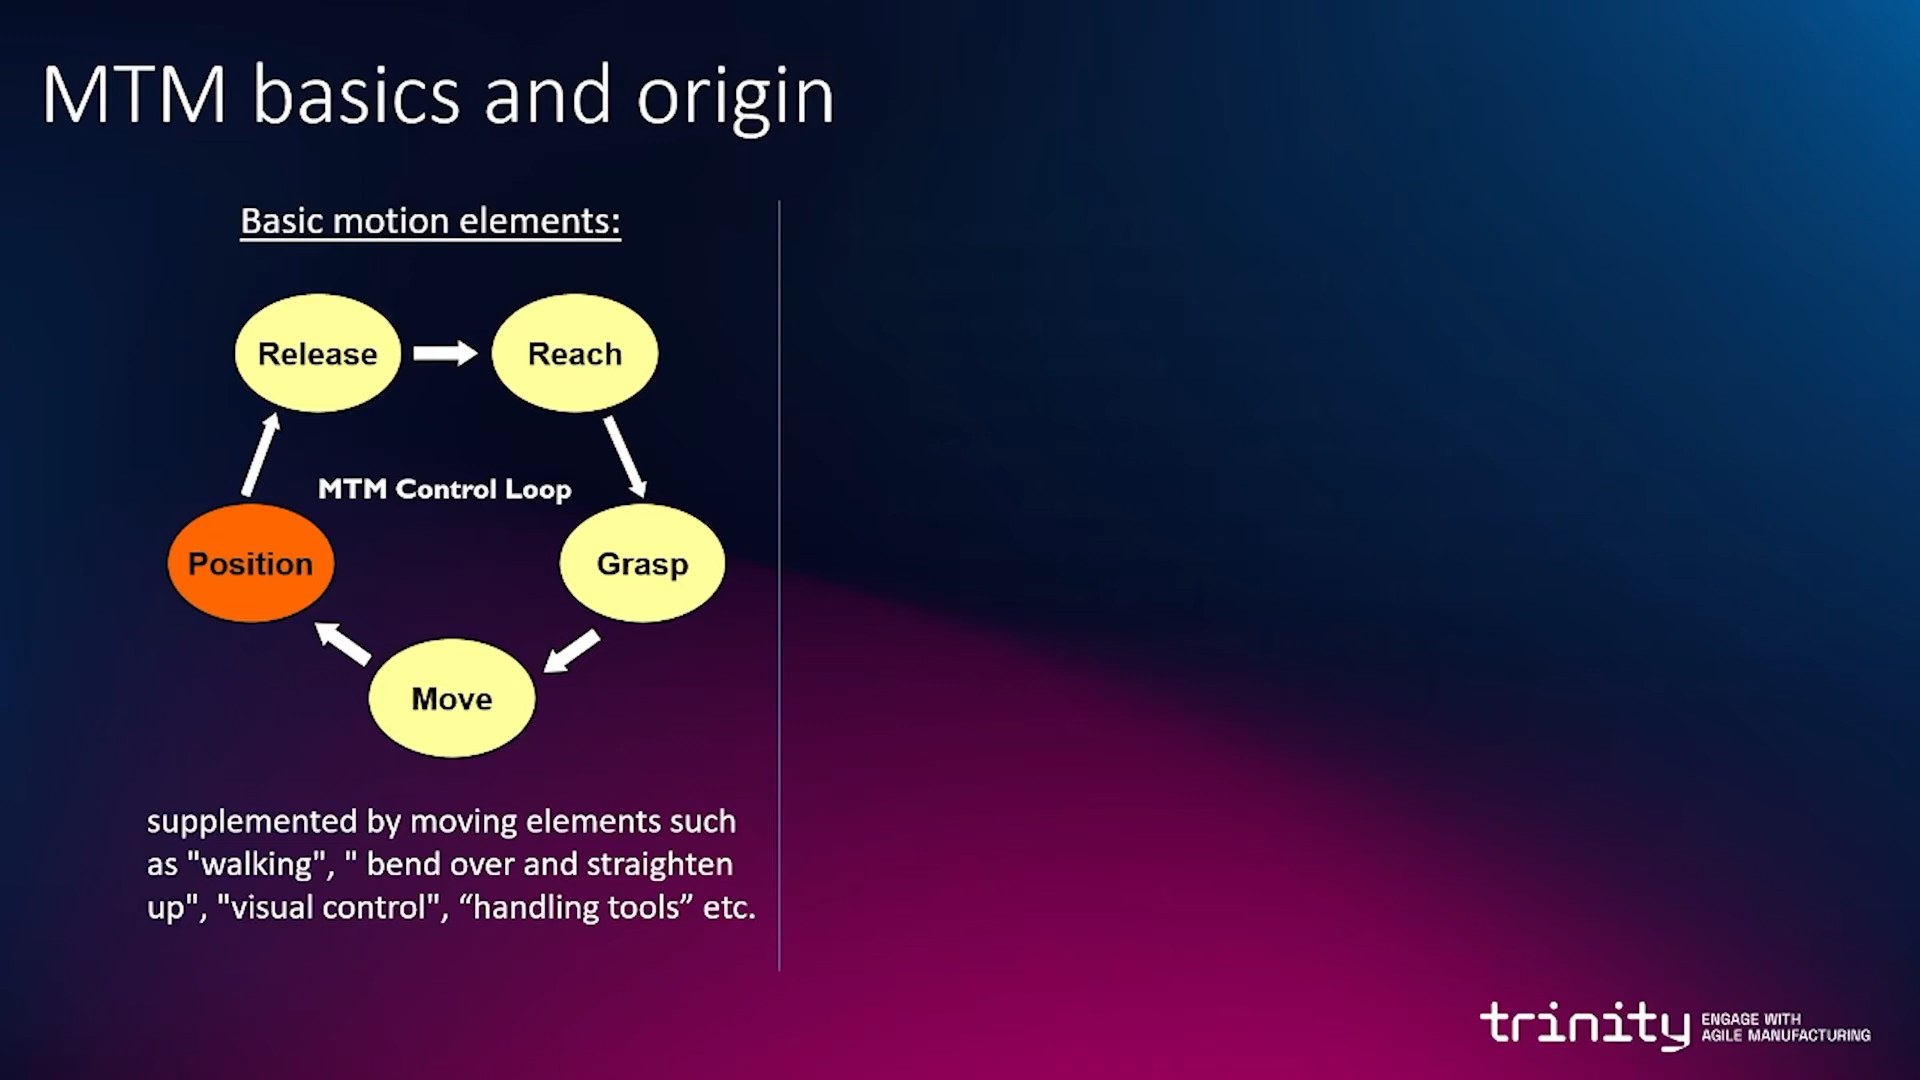 MTM basics and origin
Basic motion elements:
Release
Reach
MTM Control Loop
Position
Grasp
Move
supplemented by moving elements such
as "walking", " bend over and straighten
up", "visual control", “handling tools” etc.
trinity
ENGAGE WITH
AGILE MANUFACTURING